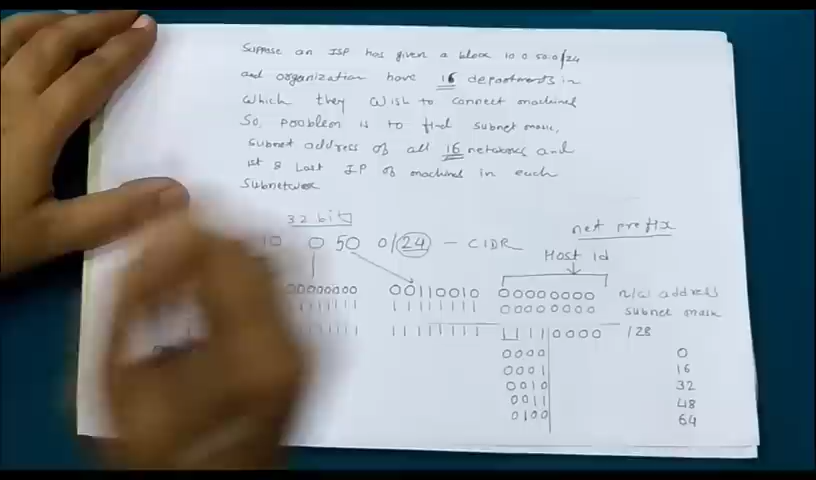 Suppose an ISP has given a block 10.0.50.0/24
and organization have 16 departments in
which they wish to connect machines
So, problem is to find subnet mask,
subnet address of all 16 networks and
1st & Last IP of machines in each
Subnetwork
32 bits
net prefix
10 0 50 0/24 - CIDR
Host id
00000000 00110010 00000000 n/w address
11111111 11111111 00000000 subnet mask
11111111 11111111 11110000 /28
0000 0
0001 16
0010 32
0011 48
0100 64